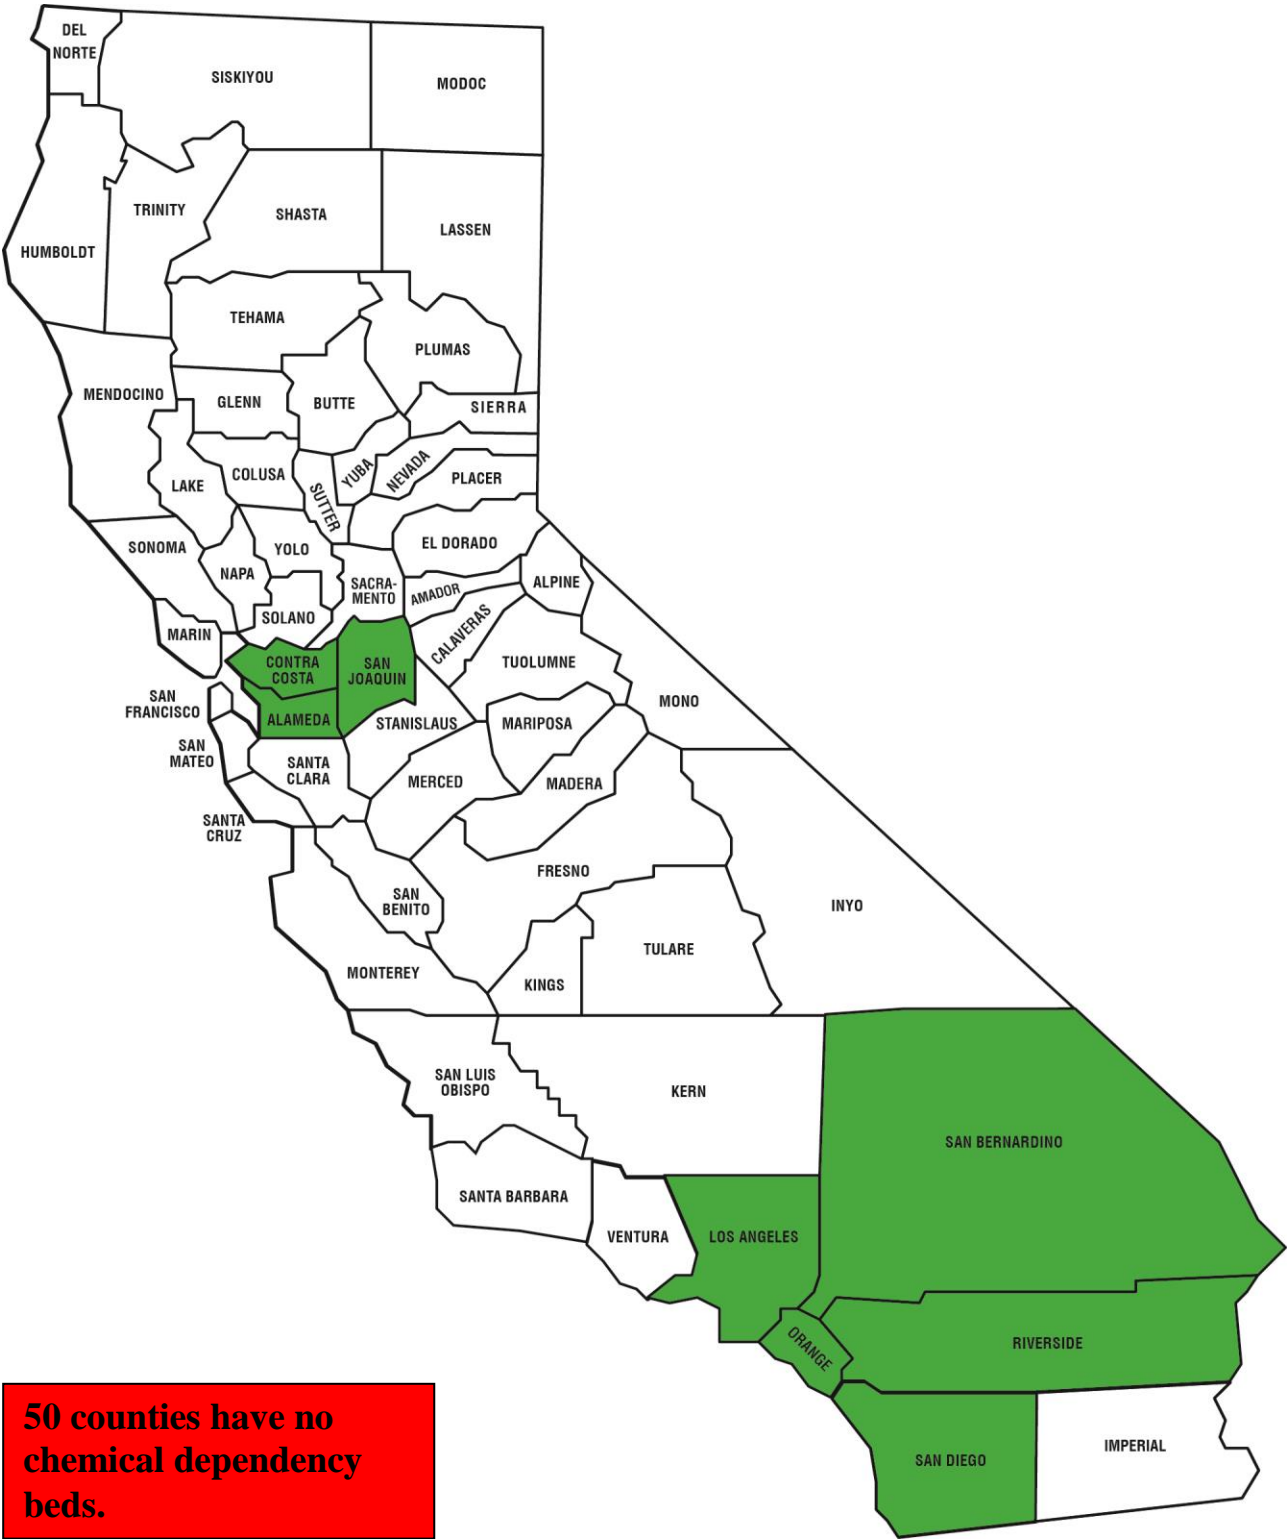 DEL
NORTE
SISKIYOU
MODOC
TRINITY
SHASTA
LASSEN
HUMBOLDT
TEHAMA
PLUMAS
MENDOCINO
GLENN
BUTTE
SIERRA
LAKE
COLUSA
SUTTER
YUBA
NEVADA
PLACER
SONOMA
NAPA
YOLO
EL DORADO
SACRA-
MENTO
AMADOR
ALPINE
SOLANO
MARIN
CALAVERAS
CONTRA
COSTA
SAN
JOAQUIN
TUOLUMNE
MONO
SAN
FRANCISCO
ALAMEDA
STANISLAUS
MARIPOSA
SAN
MATEO
SANTA
CLARA
MERCED
MADERA
SANTA
CRUZ
FRESNO
SAN
BENITO
INYO
MONTEREY
KINGS
TULARE
SAN LUIS
OBISPO
KERN
SAN BERNARDINO
SANTA BARBARA
VENTURA
LOS ANGELES
ORANGE
RIVERSIDE
SAN DIEGO
IMPERIAL
50 counties have no
chemical dependency
beds.